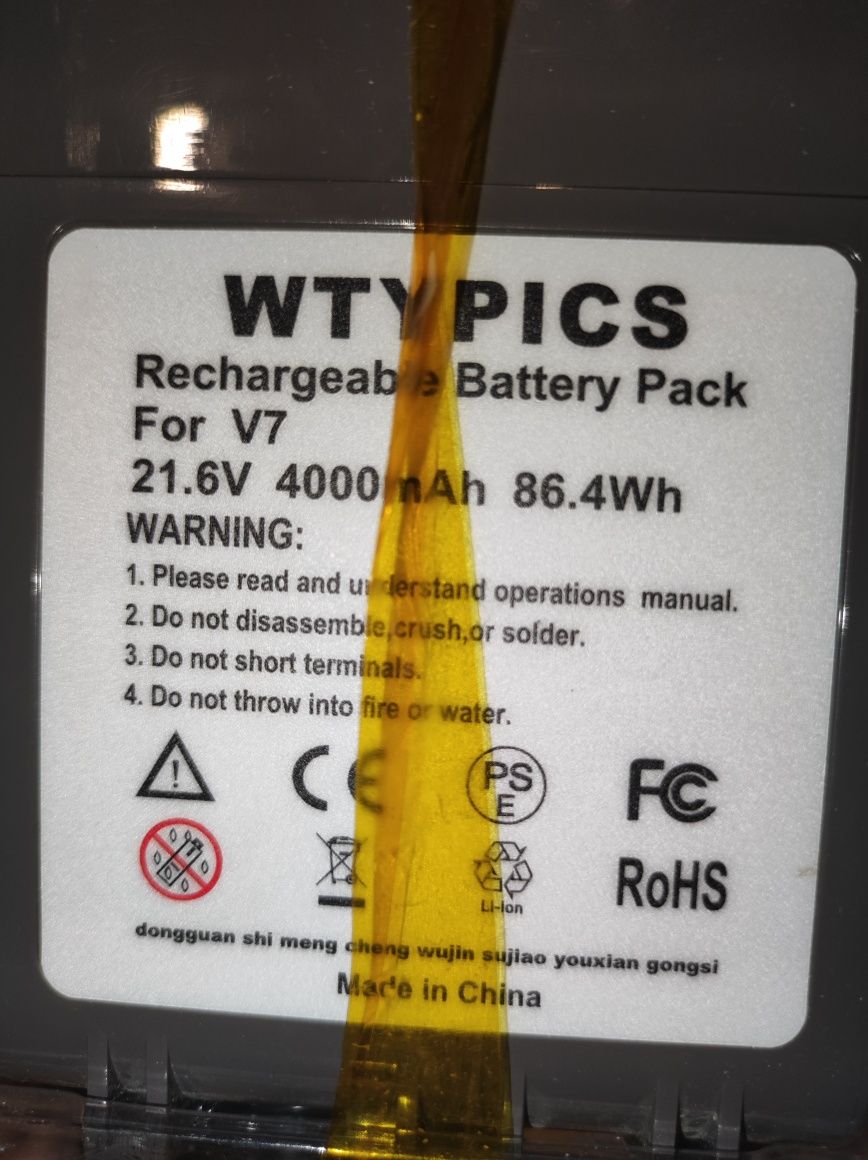 WTYPICS
Rechargeable Battery Pack
For V7
21.6V 4000mAh 86.4Wh
WARNING:
1. Please read and understand operations manual.
2. Do not disassemble,crush,or solder.
3. Do not short terminals.
4. Do not throw into fire or water.
CE PSE FC
Li-ion RoHS
dongguan shi meng cheng wujin sujiao youxian gongsi
Made in China